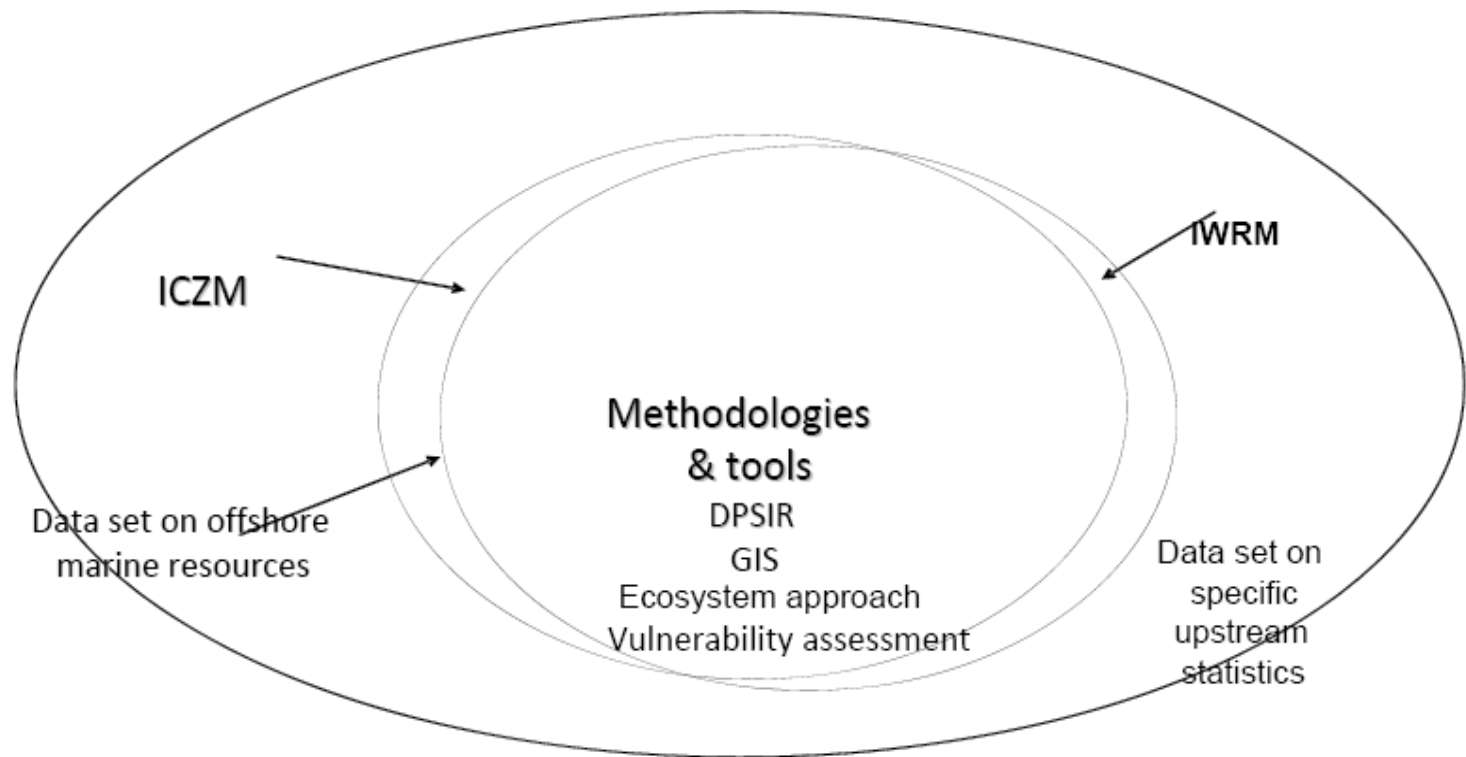 IWRM
ICZM
Methodologies
& tools
DPSIR
GIS
Ecosystem approach
Vulnerability assessment
Data set on offshore
marine resources
Data set on
specific
upstream
statistics